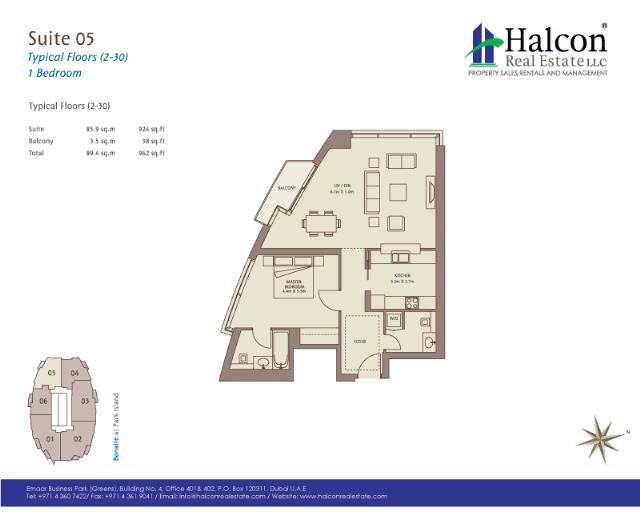 Suite 05
Typical Floors (2-30)
1 Bedroom
Halcon®
Real Estate LLC
PROPERTY SALES, RENTALS AND MANAGEMENT
Typical Floors (2-30)
Suite 85.9 sq.m 924 sq.ft
Balcony 3.5 sq.m 38 sq.ft
Total 89.4 sq.m 962 sq.ft
BALCONY
LIV / DIN
KITCHEN
MASTER
BEDROOM
FOYER
05 04
06 03
01 02
Bonaire at Park Island
N
Emaar Business Park (Greens), Building No. 4, Office 401& 402, P.O. Box 120311, Dubai U.A.E
Tel: +971 4 360 7422/ Fax: +971 4 361 9041 / Email: info@halconrealestate.com / Website: www.halconrealestate.com